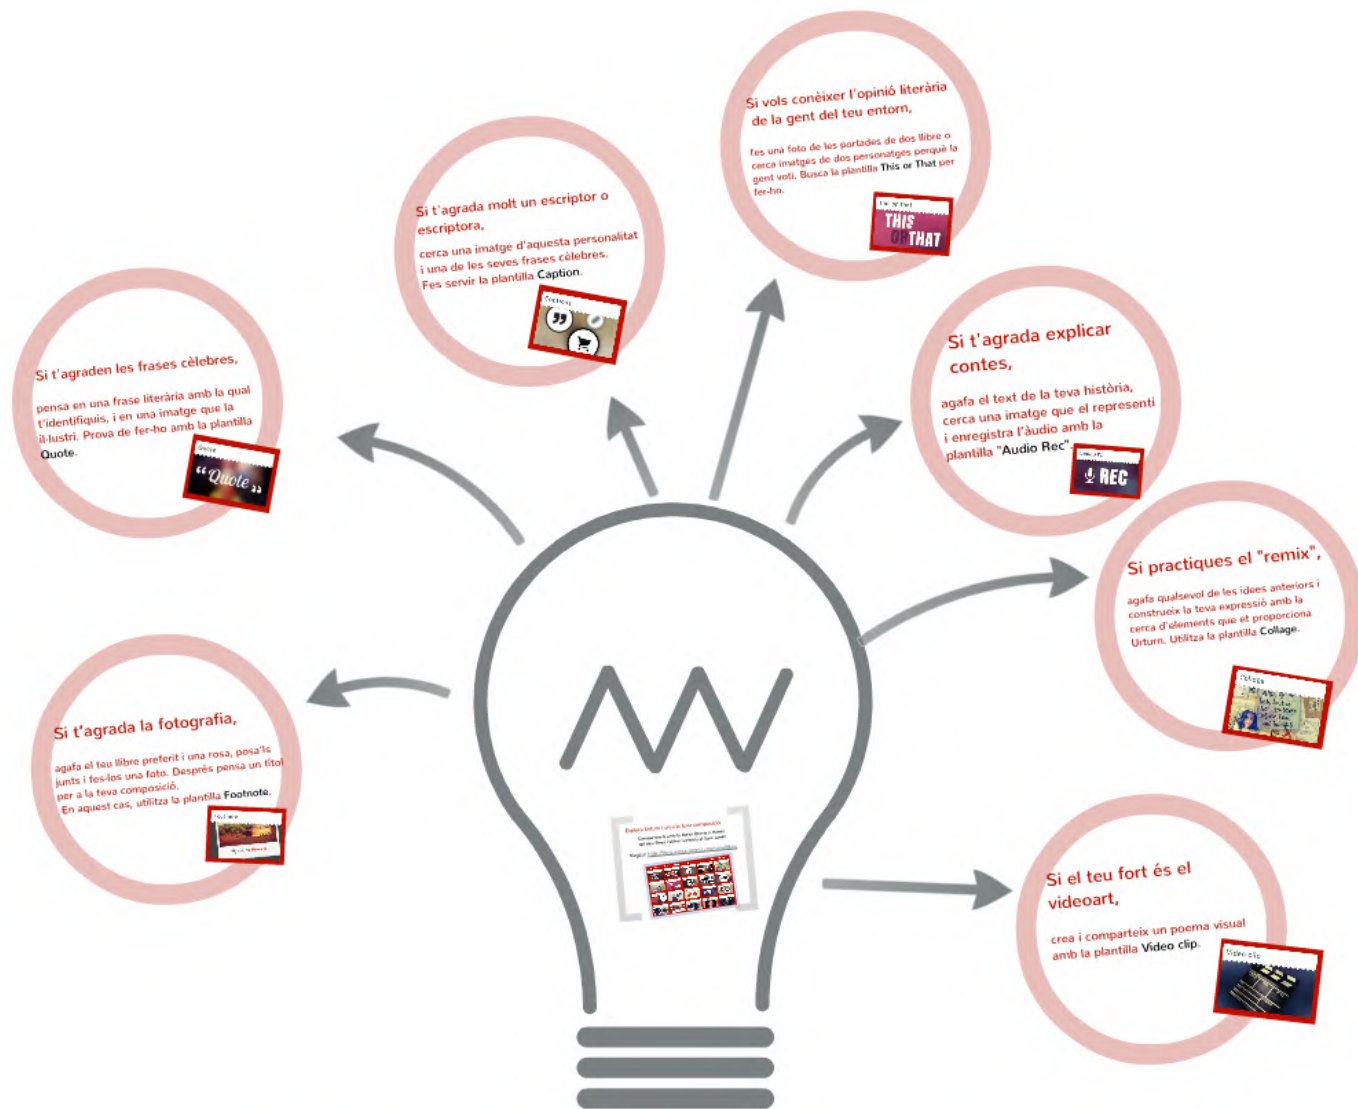 Si vols conèixer l'opinió literària
de la gent del teu entorn,
fes una foto de les portades de dos llibre o
cerca imatges de dos personatges perquè la
gent voti. Busca la plantilla This or That per
fer-ho.
THIS
OR THAT
Si t'agrada molt un escriptor o
escriptora,
cerca una imatge d'aquesta personalitat
i una de les seves frases cèlebres.
Fes servir la plantilla Caption.
Si t'agraden les frases cèlebres,
pensa en una frase literària amb la qual
t'identifiquis, i en una imatge que la
il·lustri. Prova de fer-ho amb la plantilla
Quote.
Quote
“Quote”
Si t'agrada explicar
contes,
agafa el text de la teva història,
cerca una imatge que el representi
i enregistra l'àudio amb la
plantilla "Audio Rec".
REC
Si practiques el "remix",
agafa qualsevol de les idees anteriors i
construeix la teva expressió amb la
cerca d'elements que et proporciona
Urturn. Utilitza la plantilla Collage.
Collage
Si t'agrada la fotografia,
agafa el teu llibre preferit i una rosa, posa'ls
junts i fes-los una foto. Després pensa un títol
per a la teva composició.
En aquest cas, utilitza la plantilla Footnote.
Footnote
Si el teu fort és el
videoart,
crea i comparteix un poema visual
amb la plantilla Video clip.
Video clip